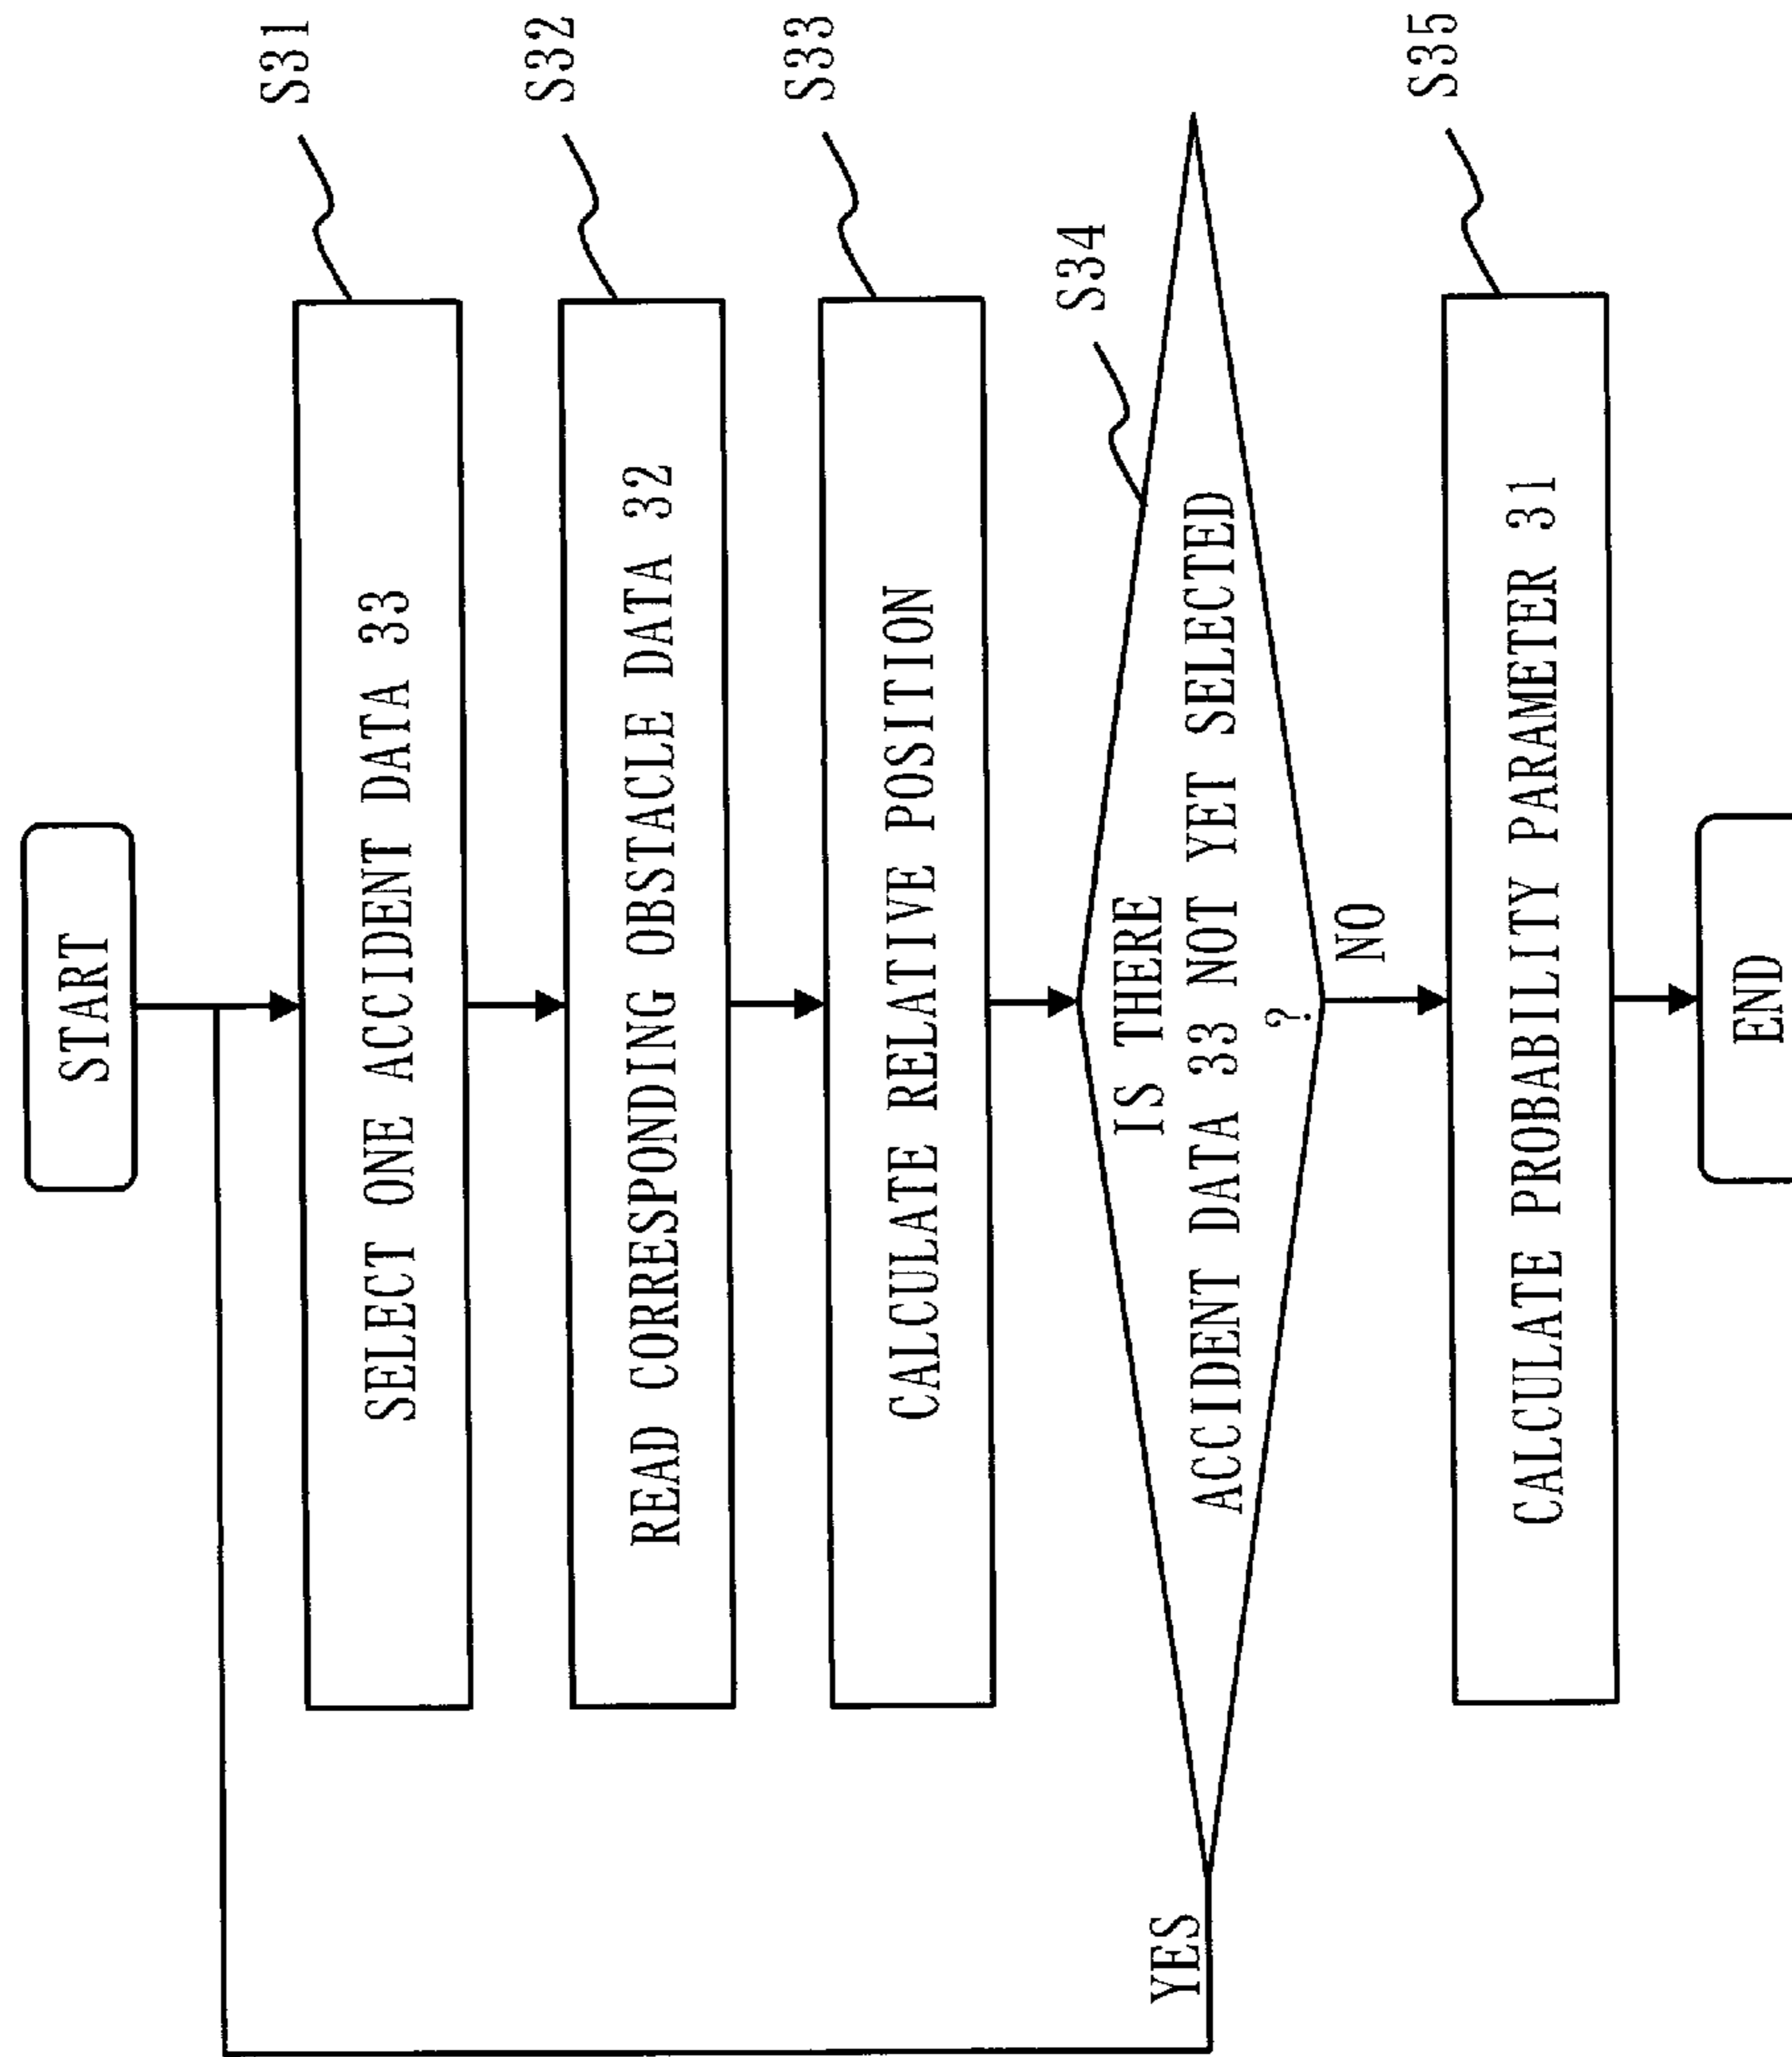 START
S31
SELECT ONE ACCIDENT DATA 33
S32
READ CORRESPONDING OBSTACLE DATA 32
S33
CALCULATE RELATIVE POSITION
S34
IS THERE
ACCIDENT DATA 33 NOT YET SELECTED
?
YES
NO
S35
CALCULATE PROBABILITY PARAMETER 31
END